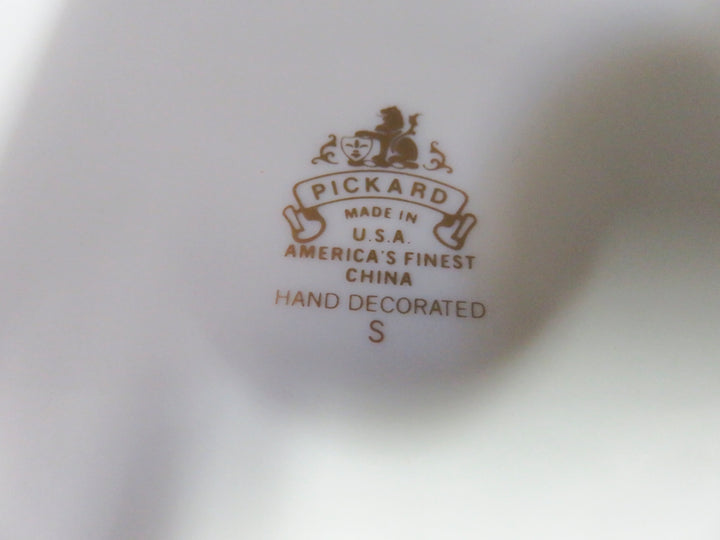 PICKARD
MADE IN
U.S.A.
AMERICA'S FINEST
CHINA
HAND DECORATED
S